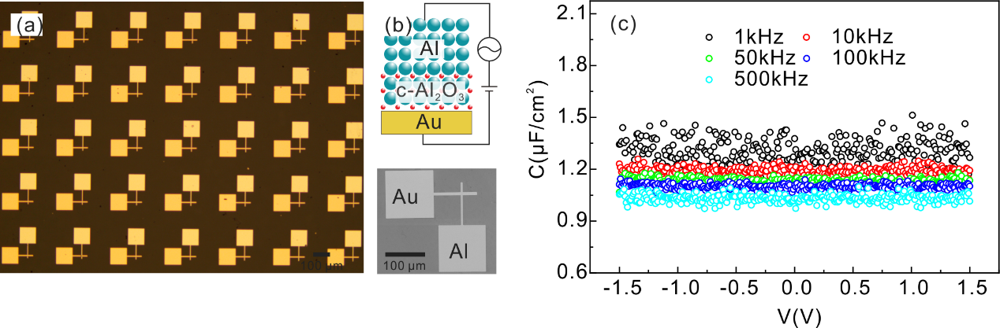 (a)
100 μm
(b)
Al
c-Al₂O₃
Au
Au
Al
100 μm
(c)
1kHz 10kHz
50kHz 100kHz
500kHz
C(μF/cm²)
2.1
1.8
1.5
1.2
0.9
0.6
-1.5 -1.0 -0.5 0.0 0.5 1.0 1.5
V(V)